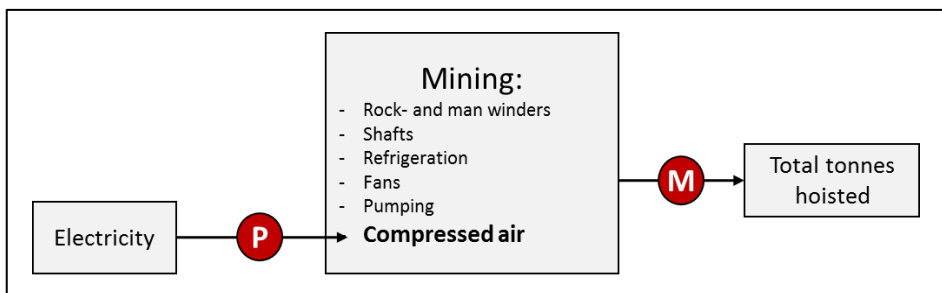 Mining:
- Rock- and man winders
- Shafts
- Refrigeration
- Fans
- Pumping
Compressed air
Electricity
P
M
Total tonnes
hoisted